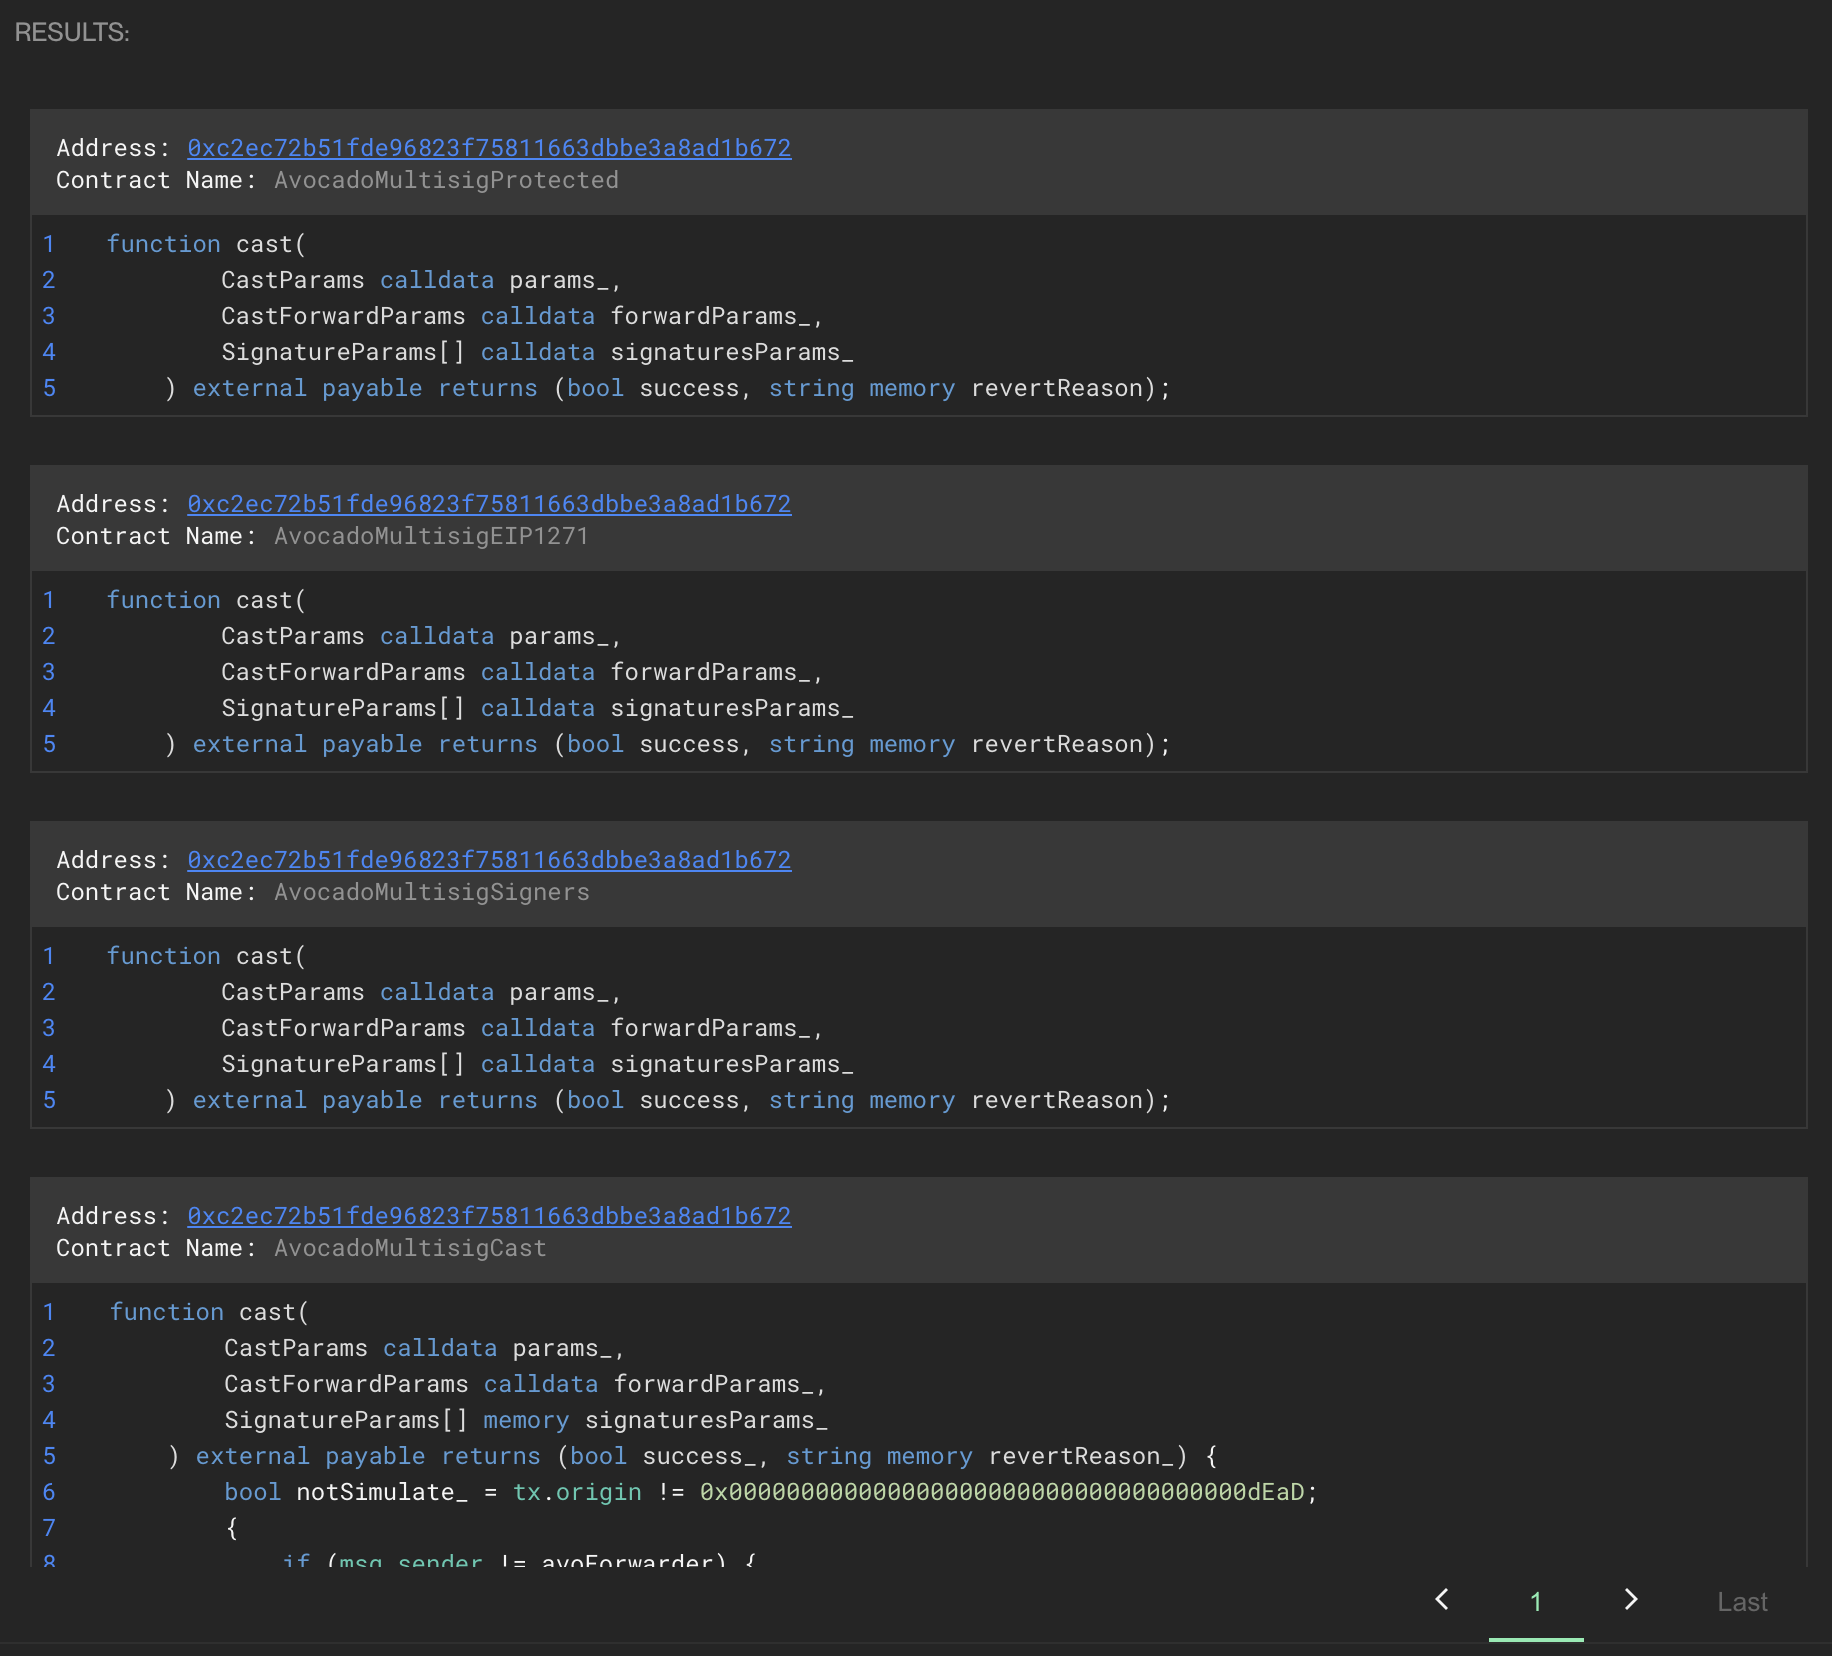 RESULTS:
Address: 0xc2ec72b51fde96823f75811663dbbe3a8ad1b672
Contract Name: AvocadoMultisigProtected
1 function cast(
2 CastParams calldata params_,
3 CastForwardParams calldata forwardParams_,
4 SignatureParams[] calldata signaturesParams_
5 ) external payable returns (bool success, string memory revertReason);
Address: 0xc2ec72b51fde96823f75811663dbbe3a8ad1b672
Contract Name: AvocadoMultisigEIP1271
1 function cast(
2 CastParams calldata params_,
3 CastForwardParams calldata forwardParams_,
4 SignatureParams[] calldata signaturesParams_
5 ) external payable returns (bool success, string memory revertReason);
Address: 0xc2ec72b51fde96823f75811663dbbe3a8ad1b672
Contract Name: AvocadoMultisigSigners
1 function cast(
2 CastParams calldata params_,
3 CastForwardParams calldata forwardParams_,
4 SignatureParams[] calldata signaturesParams_
5 ) external payable returns (bool success, string memory revertReason);
Address: 0xc2ec72b51fde96823f75811663dbbe3a8ad1b672
Contract Name: AvocadoMultisigCast
1 function cast(
2 CastParams calldata params_,
3 CastForwardParams calldata forwardParams_,
4 SignatureParams[] memory signaturesParams_
5 ) external payable returns (bool success_, string memory revertReason_) {
6 bool notSimulate_ = tx.origin != 0x000000000000000000000000000000000000dEaD;
7 {
8 if (msg.sender != avoForwarder) {
1
Last